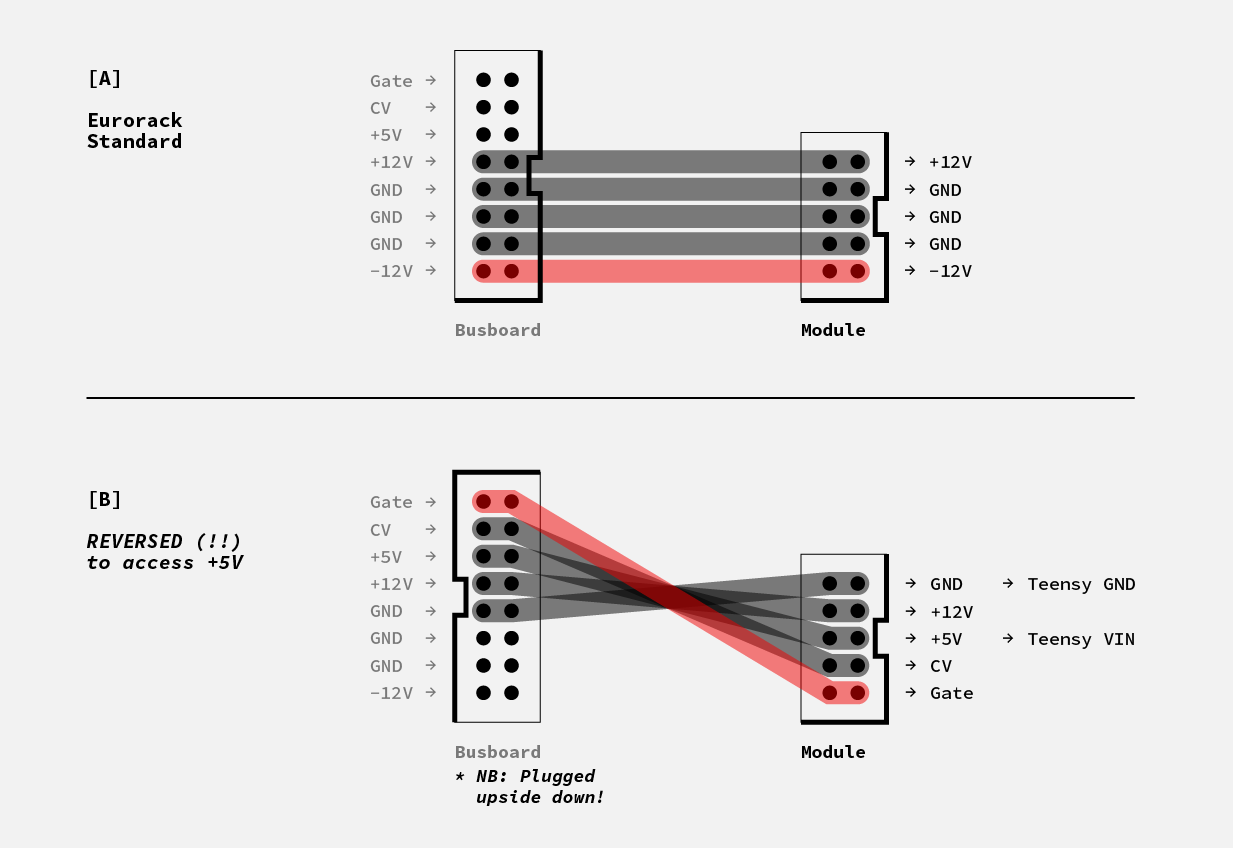 [A]
Eurorack
Standard
Gate →
CV →
+5V →
+12V →
GND →
GND →
GND →
−12V →
→ +12V
→ GND
→ GND
→ GND
→ −12V
Busboard
Module
[B]
REVERSED (!!)
to access +5V
Gate →
CV →
+5V →
+12V →
GND →
GND →
GND →
−12V →
→ GND → Teensy GND
→ +12V
→ +5V → Teensy VIN
→ CV
→ Gate
Busboard
* NB: Plugged
upside down!
Module